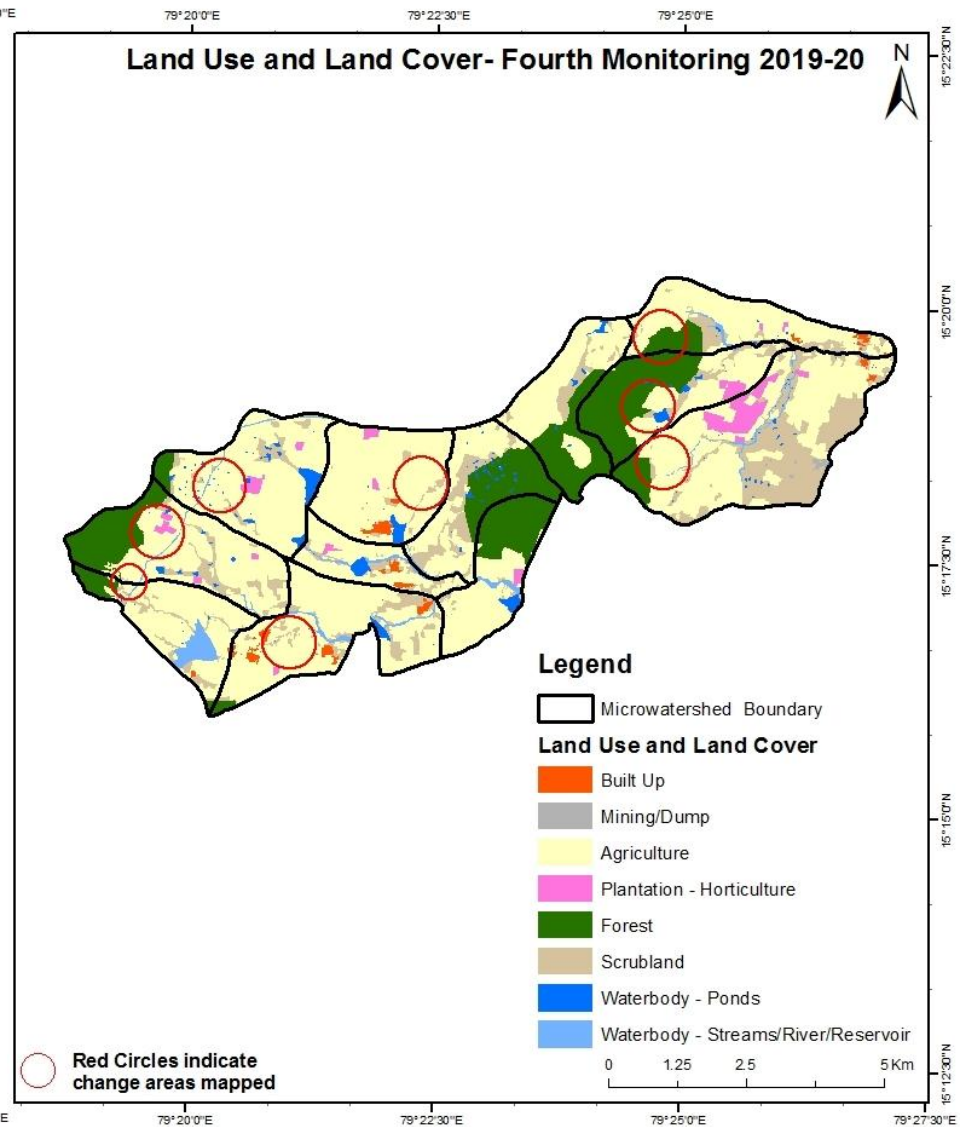 0"E 79°20'0"E 79°22'30"E 79°25'0"E
Land Use and Land Cover- Fourth Monitoring 2019-20
N
15°22'30"N
15°20'0"N
15°17'30"N
15°15'0"N
15°12'30"N
Legend
Microwatershed Boundary
Land Use and Land Cover
Built Up
Mining/Dump
Agriculture
Plantation - Horticulture
Forest
Scrubland
Waterbody - Ponds
Waterbody - Streams/River/Reservoir
0 1.25 2.5 5 Km
Red Circles indicate
change areas mapped
E 79°20'0"E 79°22'30"E 79°25'0"E 79°27'30"E